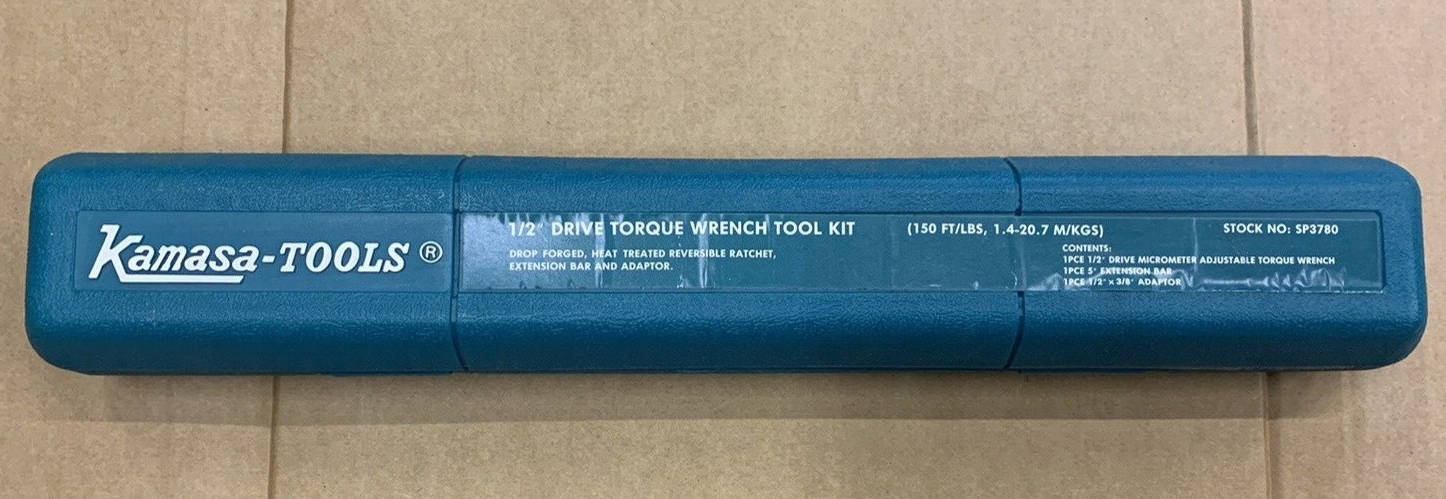 Kamasa-TOOLS ®
1/2" DRIVE TORQUE WRENCH TOOL KIT (150 FT/LBS, 1.4-20.7 M/KGS) STOCK NO: SP3780
DROP FORGED, HEAT TREATED REVERSIBLE RATCHET,
EXTENSION BAR AND ADAPTOR.
CONTENTS:
1PCE 1/2" DRIVE MICROMETER ADJUSTABLE TORQUE WRENCH
1PCE 5" EXTENSION BAR
1PCE 1/2" × 3/8" ADAPTOR